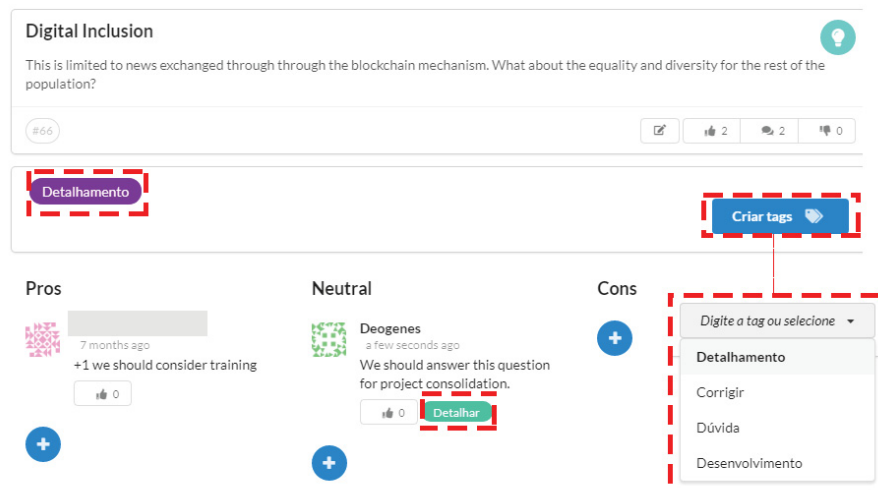 Digital Inclusion
This is limited to news exchanged through through the blockchain mechanism. What about the equality and diversity for the rest of the
population?
#66
2
2
0
Detalhamento
Criar tags
Pros
7 months ago
+1 we should consider training
0
Neutral
Deogenes
a few seconds ago
We should answer this question
for project consolidation.
0
Detalhar
Cons
Digite a tag ou selecione
Detalhamento
Corrigir
Dúvida
Desenvolvimento